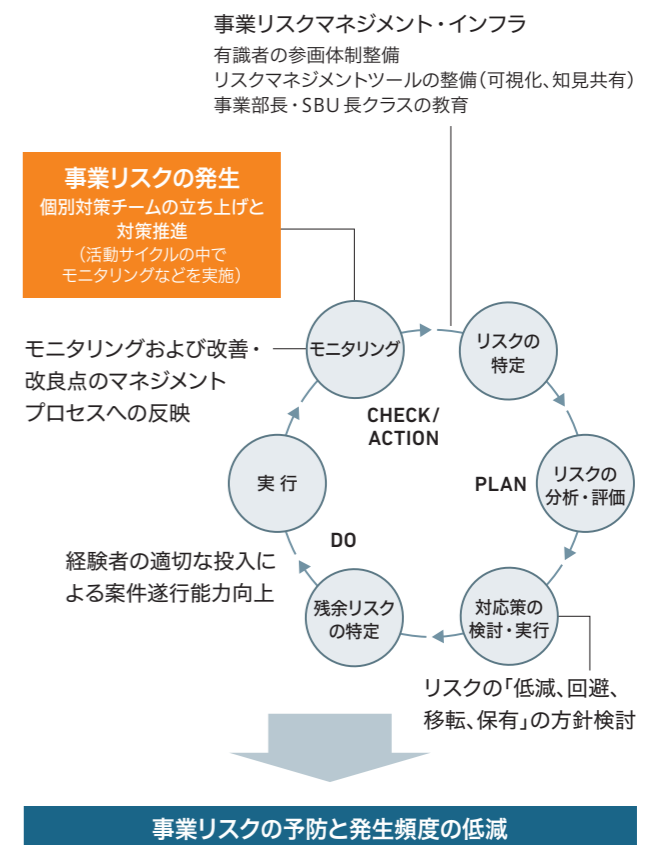 事業リスクマネジメント・インフラ
有識者の参画体制整備
リスクマネジメントツールの整備（可視化、知見共有）
事業部長・SBU長クラスの教育
事業リスクの発生
個別対策チームの立ち上げと
対策推進
（活動サイクルの中で
モニタリングなどを実施）
モニタリングおよび改善・
改良点のマネジメント
プロセスへの反映
モニタリング
リスクの
特定
CHECK/
ACTION
実行
PLAN
リスクの
分析・評価
DO
経験者の適切な投入に
よる案件遂行能力向上
残余リスク
の特定
対応策の
検討・実行
リスクの「低減、回避、
移転、保有」の方針検討
事業リスクの予防と発生頻度の低減